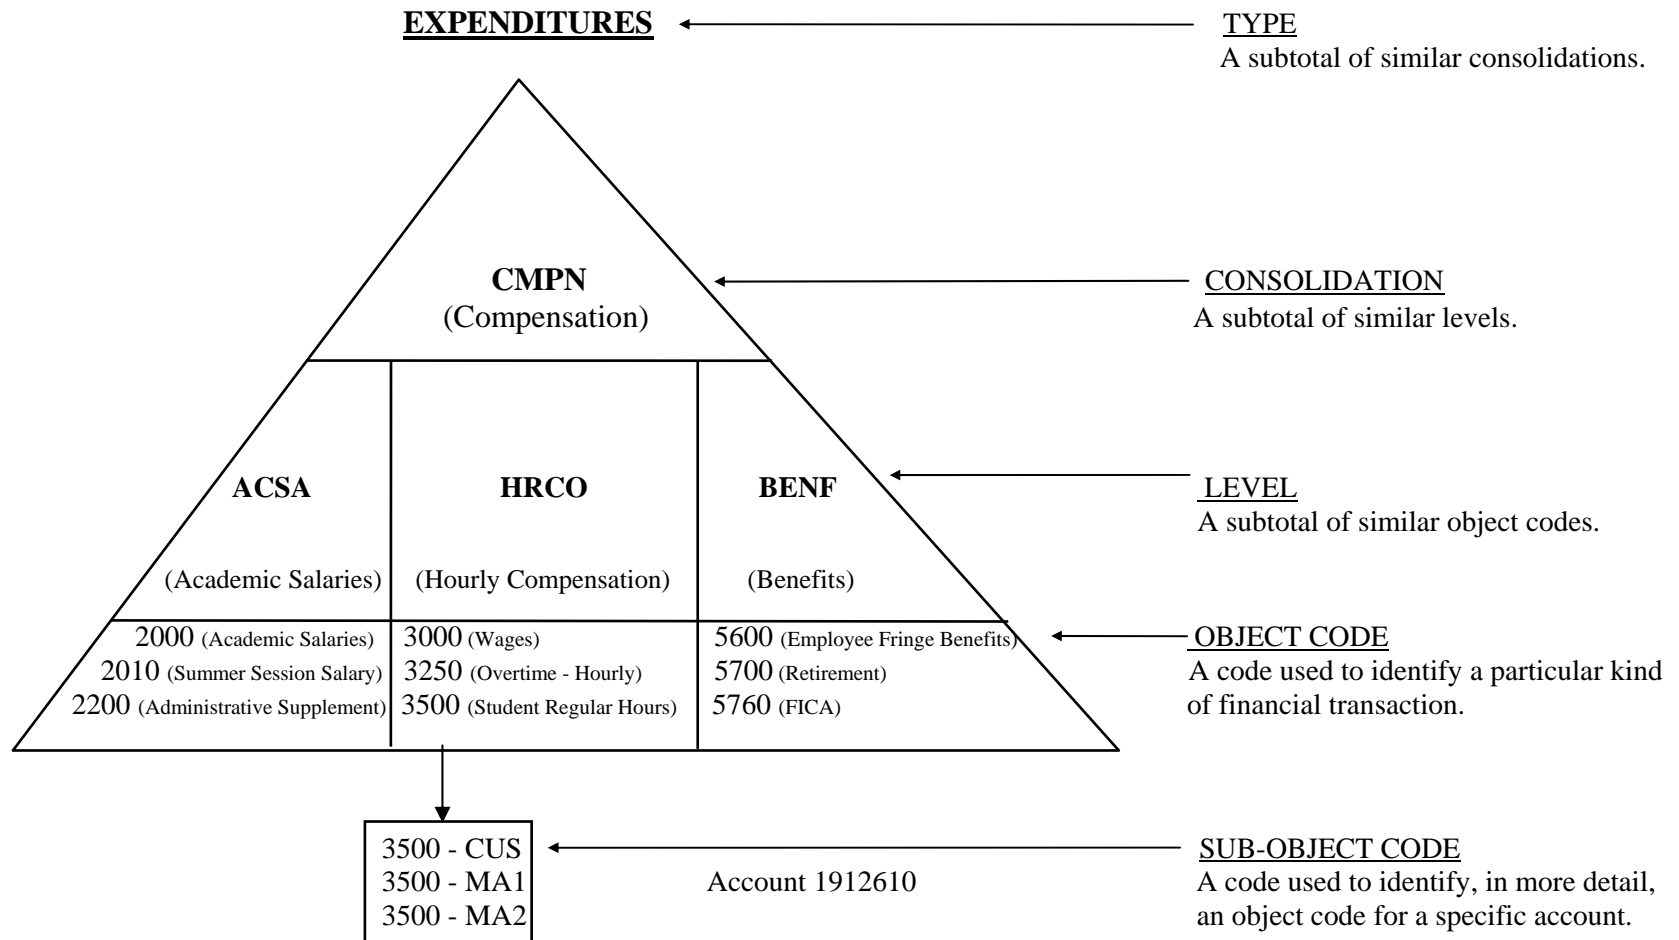 EXPENDITURES
TYPE
A subtotal of similar consolidations.
CMPN
(Compensation)
CONSOLIDATION
A subtotal of similar levels.
ACSA
HRCO
BENF
LEVEL
A subtotal of similar object codes.
(Academic Salaries)
(Hourly Compensation)
(Benefits)
2000 (Academic Salaries)
2010 (Summer Session Salary)
2200 (Administrative Supplement)
3000 (Wages)
3250 (Overtime - Hourly)
3500 (Student Regular Hours)
5600 (Employee Fringe Benefits)
5700 (Retirement)
5760 (FICA)
OBJECT CODE
A code used to identify a particular kind
of financial transaction.
3500 - CUS
3500 - MA1
3500 - MA2
Account 1912610
SUB-OBJECT CODE
A code used to identify, in more detail,
an object code for a specific account.